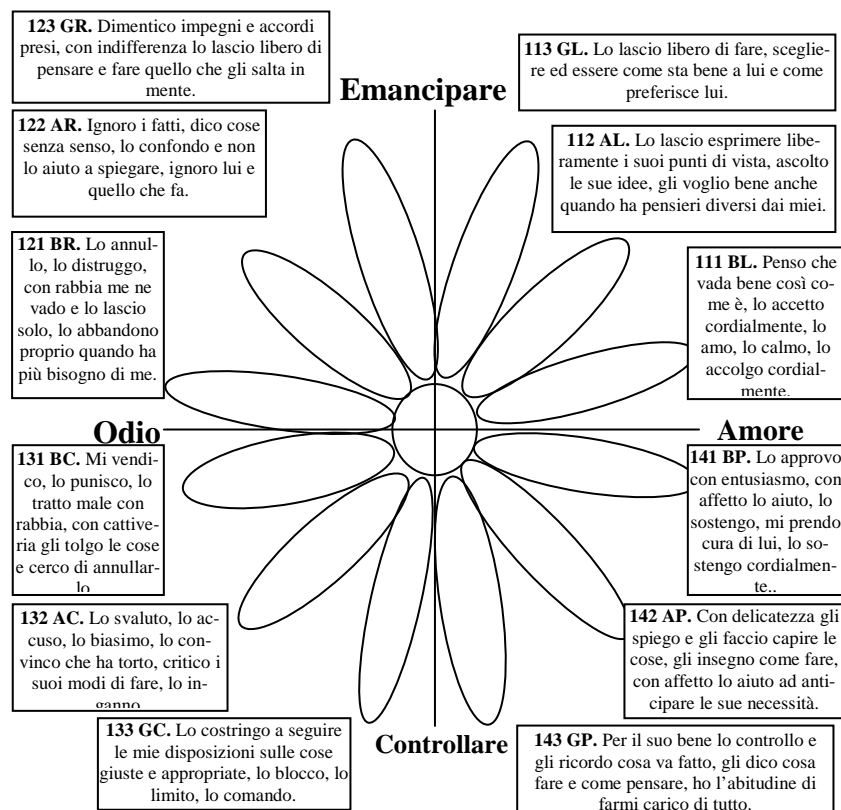 123 GR. Dimentico impegni e accordi
presi, con indifferenza lo lascio libero di
pensare e fare quello che gli salta in
mente.
113 GL. Lo lascio libero di fare, scegli-
ere ed essere come sta bene a lui e come
preferisce lui.
Emancipare
122 AR. Ignoro i fatti, dico cose
senza senso, lo confondo e non
lo aiuto a spiegare, ignoro lui e
quello che fa.
112 AL. Lo lascio esprimere libe-
ramente i suoi punti di vista, ascolto
le sue idee, gli voglio bene anche
quando ha pensieri diversi dai miei.
121 BR. Lo annul-
lo, lo distruggo,
con rabbia me ne
vado e lo lascio
solo, lo abbandono
proprio quando ha
più bisogno di me.
111 BL. Penso che
vada bene così co-
me è, lo accetto
cordialmente, lo
amo, lo calmo, lo
accolgo cordial-
mente.
Odio
Amore
131 BC. Mi vendi-
co, lo punisco, lo
tratto male con
rabbia, con cattive-
ria gli tolgo le cose
e cerco di annullar-
lo
141 BP. Lo approvo
con entusiasmo, con
affetto lo aiuto, lo
sostengo, mi prendo
cura di lui, lo so-
stengo cordialmen-
te..
132 AC. Lo svaluto, lo ac-
cuso, lo biasimo, lo con-
vinco che ha torto, critico i
suoi modi di fare, lo in-
ganno
142 AP. Con delicatezza gli
spiego e gli faccio capire le
cose, gli insegno come fare,
con affetto lo aiuto ad anti-
cipare le sue necessità.
133 GC. Lo costringo a seguire
le mie disposizioni sulle cose
giuste e appropriate, lo blocco, lo
limito, lo comando.
Controllare
143 GP. Per il suo bene lo controllo e
gli ricordo cosa va fatto, gli dico cosa
fare e come pensare, ho l'abitudine di
farmi carico di tutto.